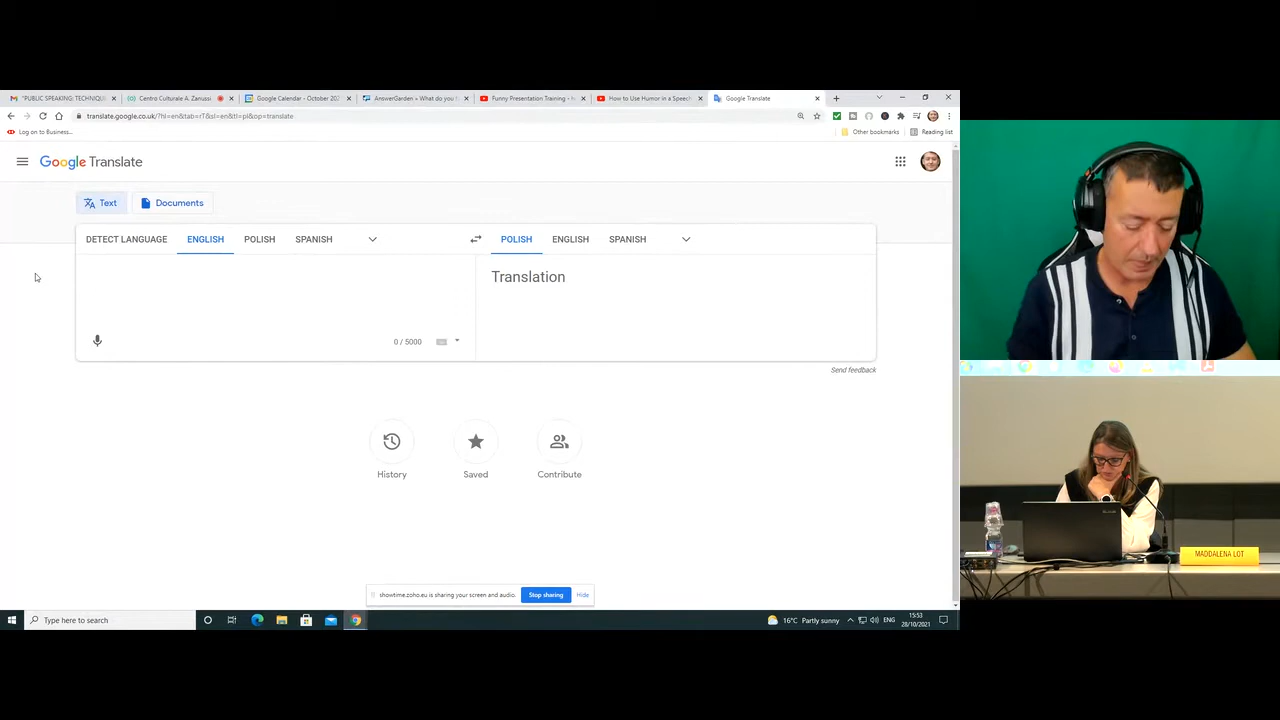 "PUBLIC SPEAKING: TECHNIQU
Centro Culturale A. Zanussi
Google Calendar - October 202
AnswerGarden » What do you f
Funny Presentation Training - h
How to Use Humor in a Speech
Google Translate
translate.google.co.uk/?hl=en&tab=rT&sl=en&tl=pl&op=translate
Log on to Business...
Other bookmarks
Reading list
Google Translate
Text
Documents
DETECT LANGUAGE ENGLISH POLISH SPANISH
POLISH ENGLISH SPANISH
Translation
0 / 5000
Send feedback
History
Saved
Contribute
showtime.zoho.eu is sharing your screen and audio.
Stop sharing
Hide
Type here to search
16°C Partly sunny
ENG
15:53
28/10/2021
MADDALENA LOT